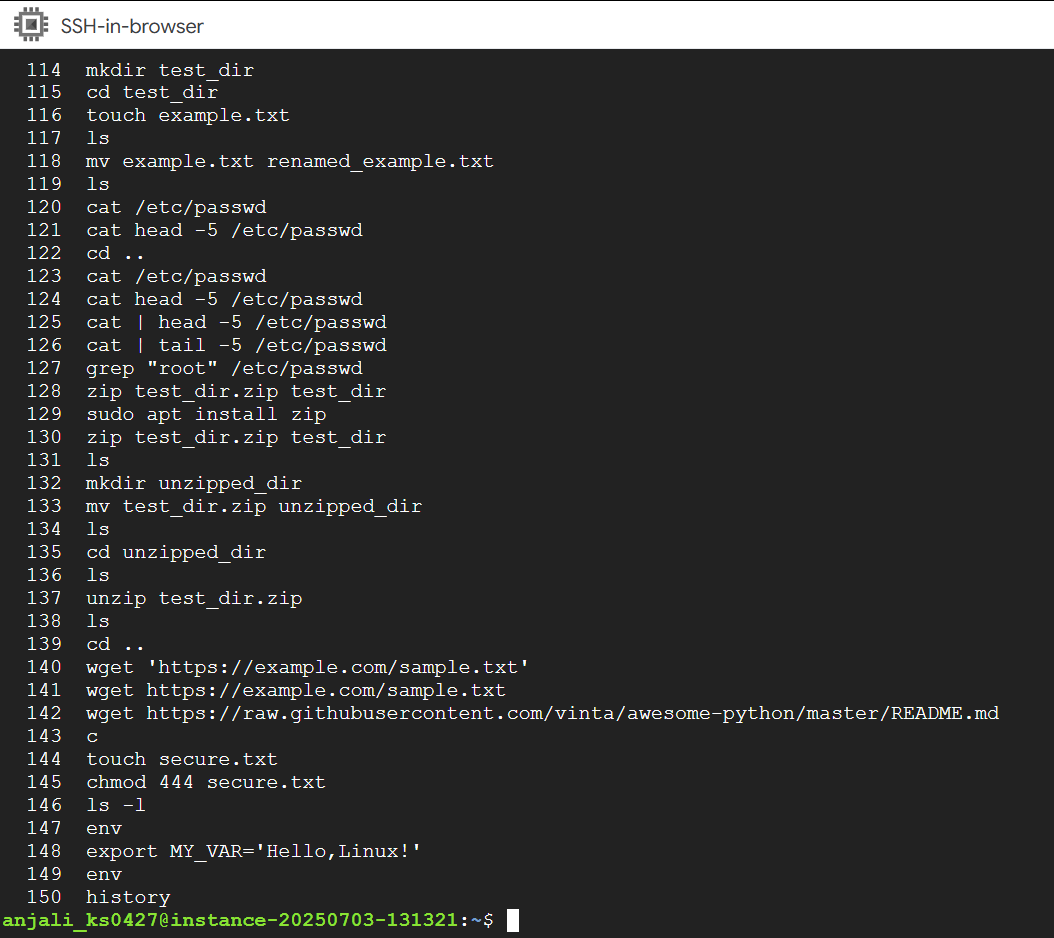 SSH-in-browser
114 mkdir test_dir
115 cd test_dir
116 touch example.txt
117 ls
118 mv example.txt renamed_example.txt
119 ls
120 cat /etc/passwd
121 cat head -5 /etc/passwd
122 cd ..
123 cat /etc/passwd
124 cat head -5 /etc/passwd
125 cat | head -5 /etc/passwd
126 cat | tail -5 /etc/passwd
127 grep "root" /etc/passwd
128 zip test_dir.zip test_dir
129 sudo apt install zip
130 zip test_dir.zip test_dir
131 ls
132 mkdir unzipped_dir
133 mv test_dir.zip unzipped_dir
134 ls
135 cd unzipped_dir
136 ls
137 unzip test_dir.zip
138 ls
139 cd ..
140 wget 'https://example.com/sample.txt'
141 wget https://example.com/sample.txt
142 wget https://raw.githubusercontent.com/vinta/awesome-python/master/README.md
143 c
144 touch secure.txt
145 chmod 444 secure.txt
146 ls -l
147 env
148 export MY_VAR='Hello,Linux!'
149 env
150 history
anjali_ks0427@instance-20250703-131321:~$